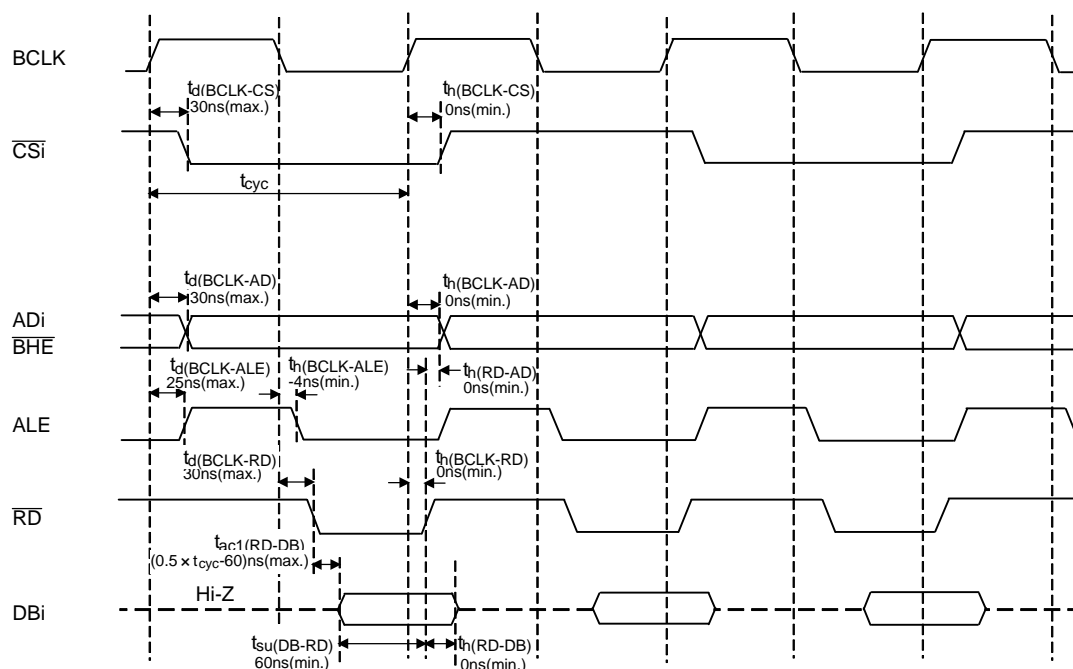 BCLK
td(BCLK-CS)
30ns(max.)
th(BCLK-CS)
0ns(min.)
CSi
tcyc
td(BCLK-AD)
30ns(max.)
th(BCLK-AD)
0ns(min.)
ADi
BHE
td(BCLK-ALE)
25ns(max.)
th(BCLK-ALE)
-4ns(min.)
th(RD-AD)
0ns(min.)
ALE
td(BCLK-RD)
30ns(max.)
th(BCLK-RD)
0ns(min.)
RD
tac1(RD-DB)
(0.5 × tcyc-60)ns(max.)
Hi-Z
DBi
tsu(DB-RD)
60ns(min.)
th(RD-DB)
0ns(min.)